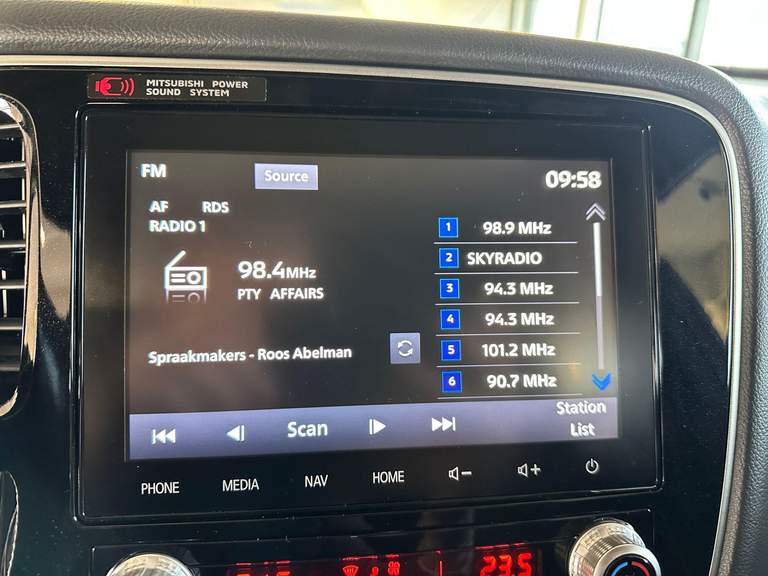 MITSUBISHI POWER
SOUND SYSTEM
FM
Source
09:58
AF RDS
RADIO 1
98.4MHz
PTY AFFAIRS
1 98.9 MHz
2 SKYRADIO
3 94.3 MHz
4 94.3 MHz
5 101.2 MHz
6 90.7 MHz
Spraakmakers - Roos Abelman
Scan
Station
List
PHONE
MEDIA
NAV
HOME
23.5